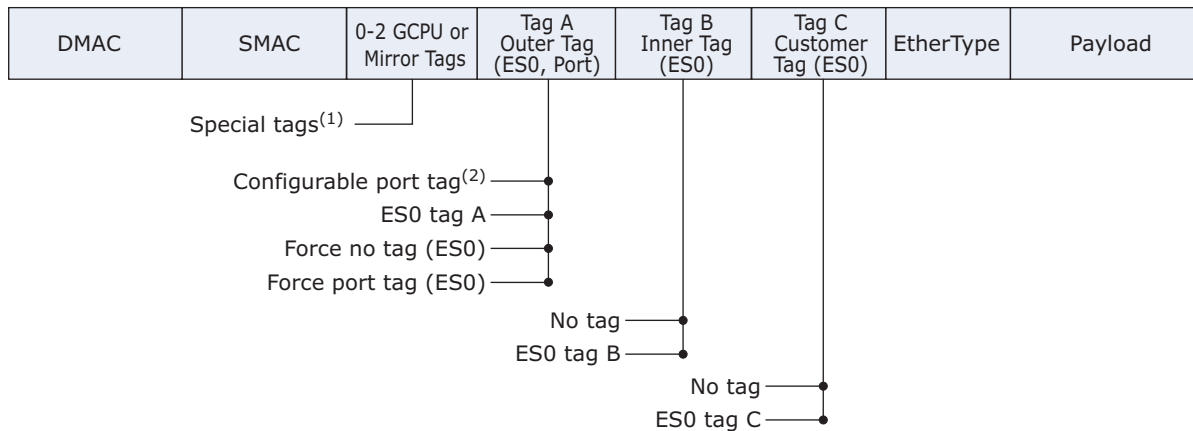 DMAC
SMAC
0-2 GCPU or
Mirror Tags
Tag A
Outer Tag
(ES0, Port)
Tag B
Inner Tag
(ES0)
Tag C
Customer
Tag (ES0)
EtherType
Payload
Special tags(1)
Configurable port tag(2)
ES0 tag A
Force no tag (ES0)
Force port tag (ES0)
No tag
ES0 tag B
No tag
ES0 tag C